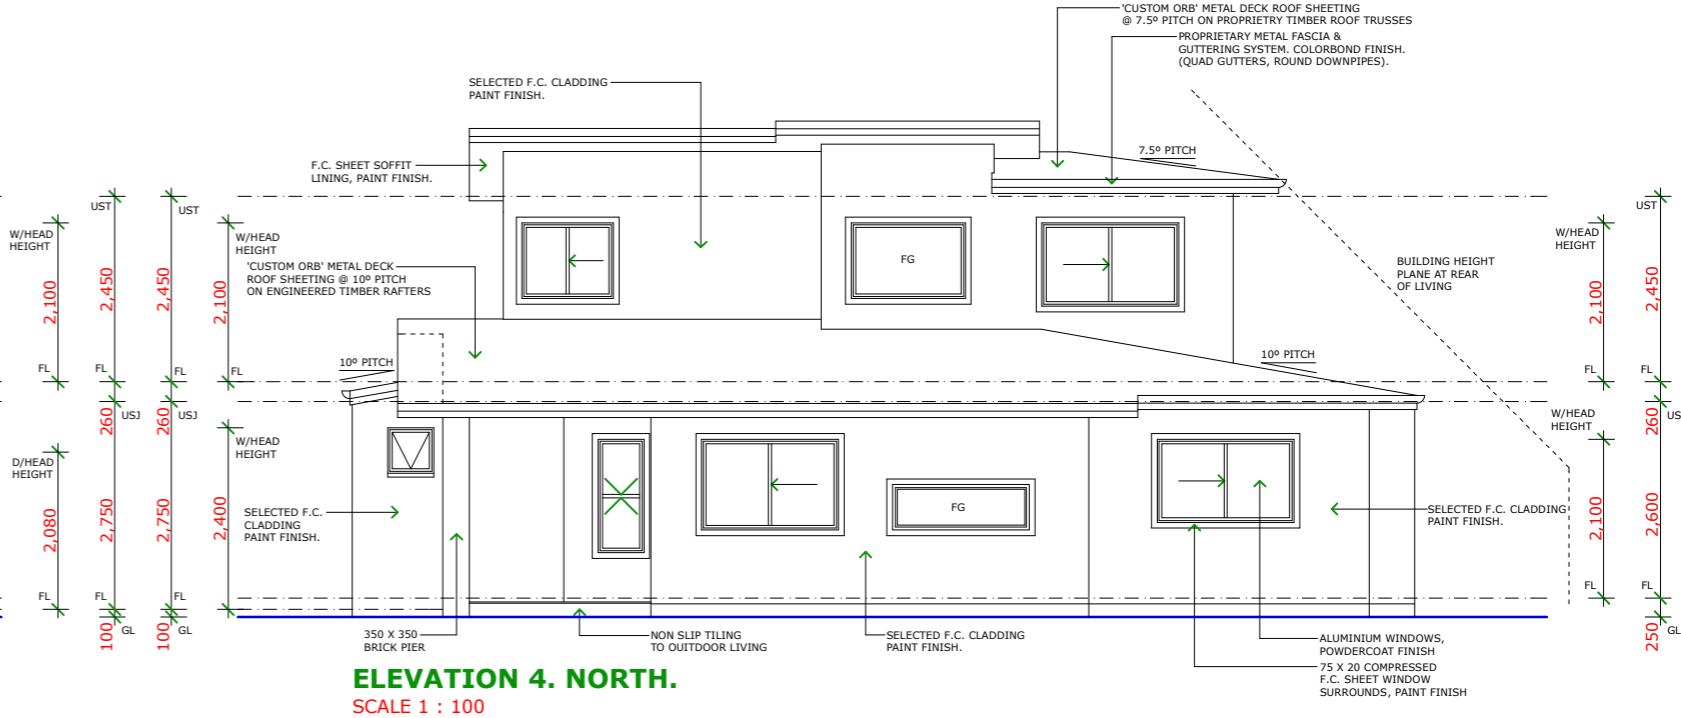 'CUSTOM ORB' METAL DECK ROOF SHEETING
@ 7.5º PITCH ON PROPRIETRY TIMBER ROOF TRUSSES
PROPRIETARY METAL FASCIA &
GUTTERING SYSTEM. COLORBOND FINISH.
(QUAD GUTTERS, ROUND DOWNPIPES).
SELECTED F.C. CLADDING
PAINT FINISH.
F.C. SHEET SOFFIT
LINING, PAINT FINISH.
7.5º PITCH
UST
UST
UST
W/HEAD
HEIGHT
W/HEAD
HEIGHT
W/HEAD
HEIGHT
'CUSTOM ORB' METAL DECK
ROOF SHEETING @ 10º PITCH
ON ENGINEERED TIMBER RAFTERS
FG
BUILDING HEIGHT
PLANE AT REAR
OF LIVING
2,100
2,450
2,450
2,100
2,100
2,450
10º PITCH
10º PITCH
FL
FL
FL
FL
FL
FL
260
USJ
260
USJ
W/HEAD
HEIGHT
W/HEAD
HEIGHT
260
US
D/HEAD
HEIGHT
2,080
2,750
2,750
2,400
2,100
2,600
SELECTED F.C.
CLADDING
PAINT FINISH.
FG
SELECTED F.C. CLADDING
PAINT FINISH.
FL
FL
FL
FL
FL
FL
100
GL
100
GL
250
GL
350 X 350
BRICK PIER
NON SLIP TILING
TO OUTDOOR LIVING
SELECTED F.C. CLADDING
PAINT FINISH.
ALUMINIUM WINDOWS,
POWDERCOAT FINISH
75 X 20 COMPRESSED
F.C. SHEET WINDOW
SURROUNDS, PAINT FINISH
ELEVATION 4. NORTH.
SCALE 1 : 100